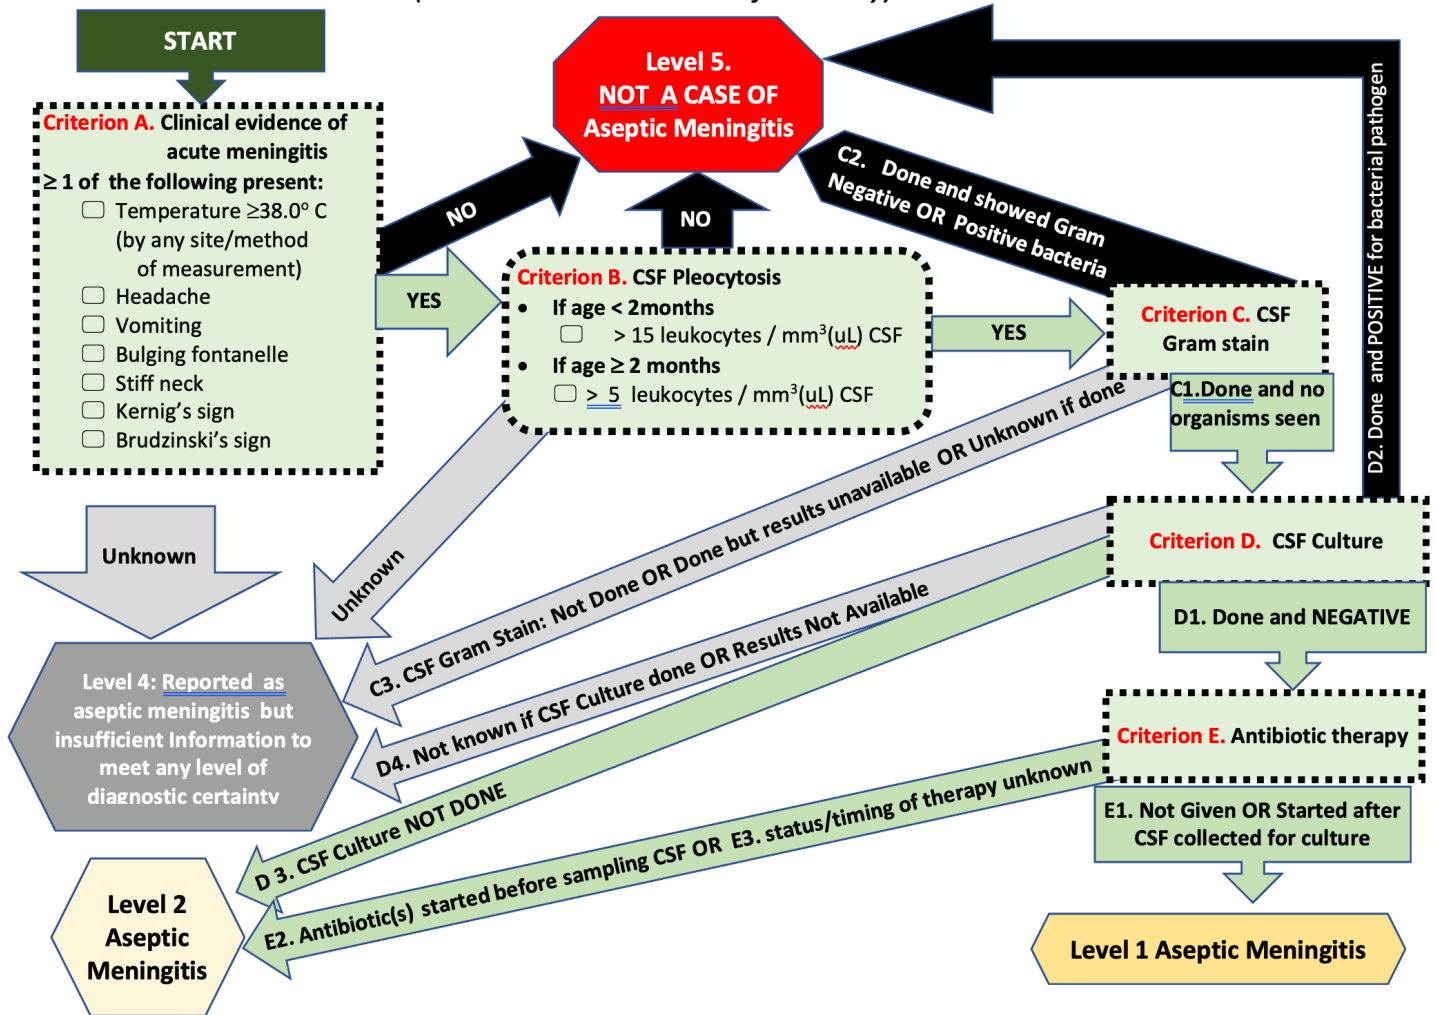 START
Level 5.
NOT A CASE OF
Aseptic Meningitis
Criterion A. Clinical evidence of
acute meningitis
≥ 1 of the following present:
Temperature ≥38.0° C
(by any site/method
of measurement)
Headache
Vomiting
Bulging fontanelle
Stiff neck
Kernig's sign
Brudzinski's sign
NO
YES
NO
Criterion B. CSF Pleocytosis
• If age < 2months
> 15 leukocytes / mm³(uL) CSF
• If age ≥ 2 months
> 5 leukocytes / mm³(uL) CSF
YES
C2. Done and showed Gram
Negative OR Positive bacteria
Criterion C. CSF
Gram stain
C1.Done and no
organisms seen
D2. Done and POSITIVE for bacterial pathogen
Unknown
Unknown
C3. CSF Gram Stain: Not Done OR Done but results unavailable OR Unknown if done
Criterion D. CSF Culture
D1. Done and NEGATIVE
D4. Not known if CSF Culture done OR Results Not Available
D 3. CSF Culture NOT DONE
Level 4: Reported as
aseptic meningitis but
insufficient Information to
meet any level of
diagnostic certainty
Criterion E. Antibiotic therapy
E1. Not Given OR Started after
CSF collected for culture
E2. Antibiotic(s) started before sampling CSF OR E3. status/timing of therapy unknown
Level 2
Aseptic
Meningitis
Level 1 Aseptic Meningitis